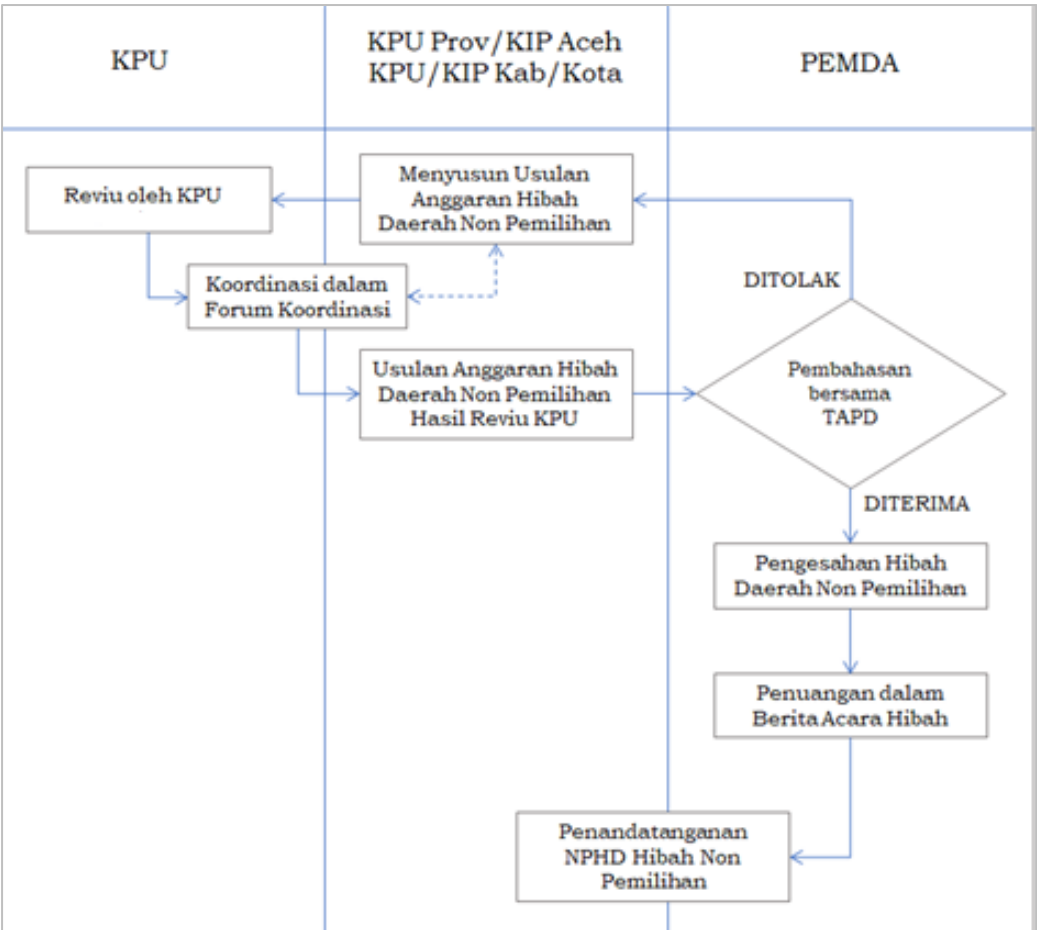 KPU
KPU Prov/KIP Aceh
KPU/KIP Kab/Kota
PEMDA
Reviu oleh KPU
Menyusun Usulan
Anggaran Hibah
Daerah Non Pemilihan
Koordinasi dalam
Forum Koordinasi
DITOLAK
Usulan Anggaran Hibah
Daerah Non Pemilihan
Hasil Reviu KPU
Pembahasan
bersama
TAPD
DITERIMA
Pengesahan Hibah
Daerah Non Pemilihan
Penuangan dalam
Berita Acara Hibah
Penandatanganan
NPHD Hibah Non
Pemilihan